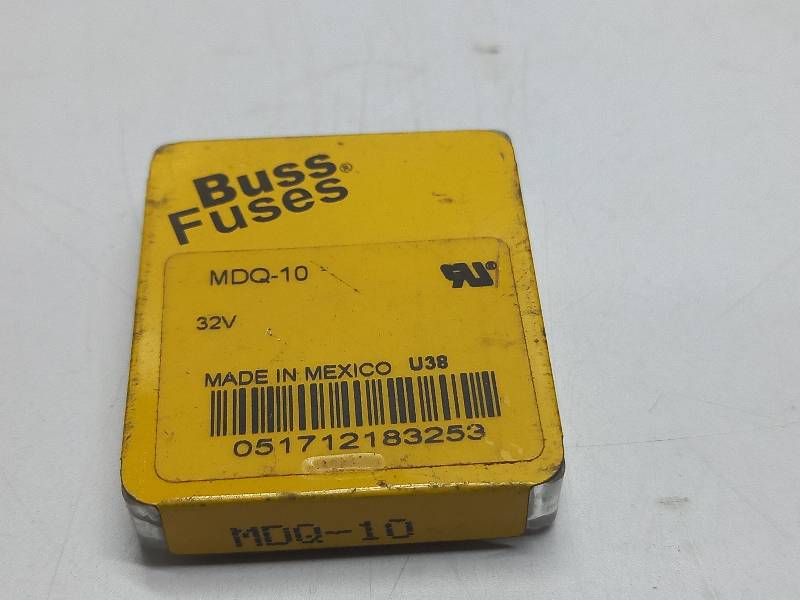 Buss®
Fuses
MDQ-10
32V
MADE IN MEXICO U38
051712183253
MDQ-10